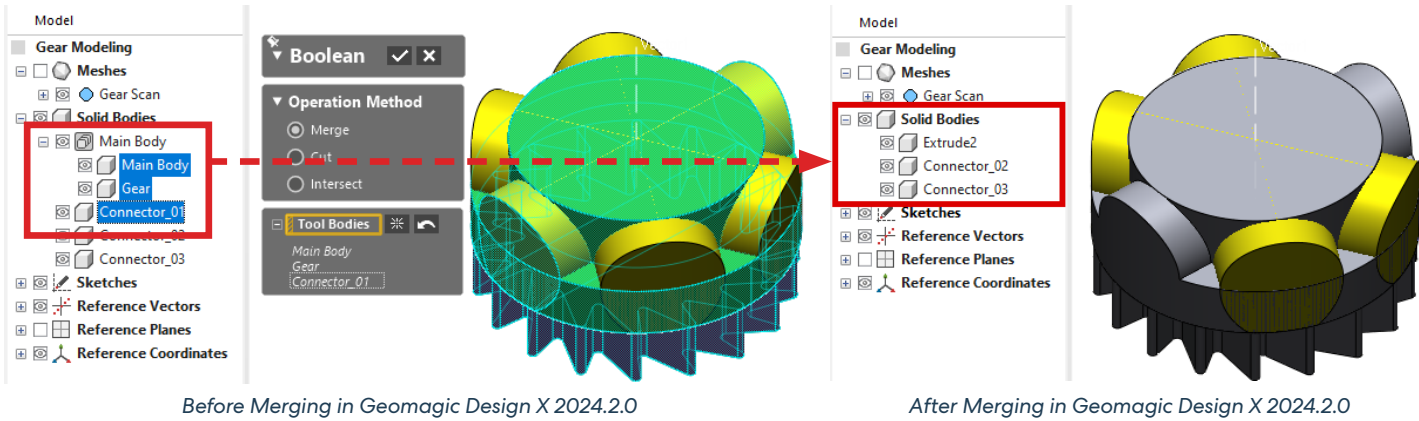 Model
Gear Modeling
Meshes
Gear Scan
Solid Bodies
Main Body
Main Body
Gear
Connector_01
Connector_02
Connector_03
Sketches
Reference Vectors
Reference Planes
Reference Coordinates
Boolean
Operation Method
Merge
Cut
Intersect
Tool Bodies
Main Body
Gear
Connector_01
Model
Gear Modeling
Meshes
Gear Scan
Solid Bodies
Extrude2
Connector_02
Connector_03
Sketches
Reference Vectors
Reference Planes
Reference Coordinates
Before Merging in Geomagic Design X 2024.2.0
After Merging in Geomagic Design X 2024.2.0